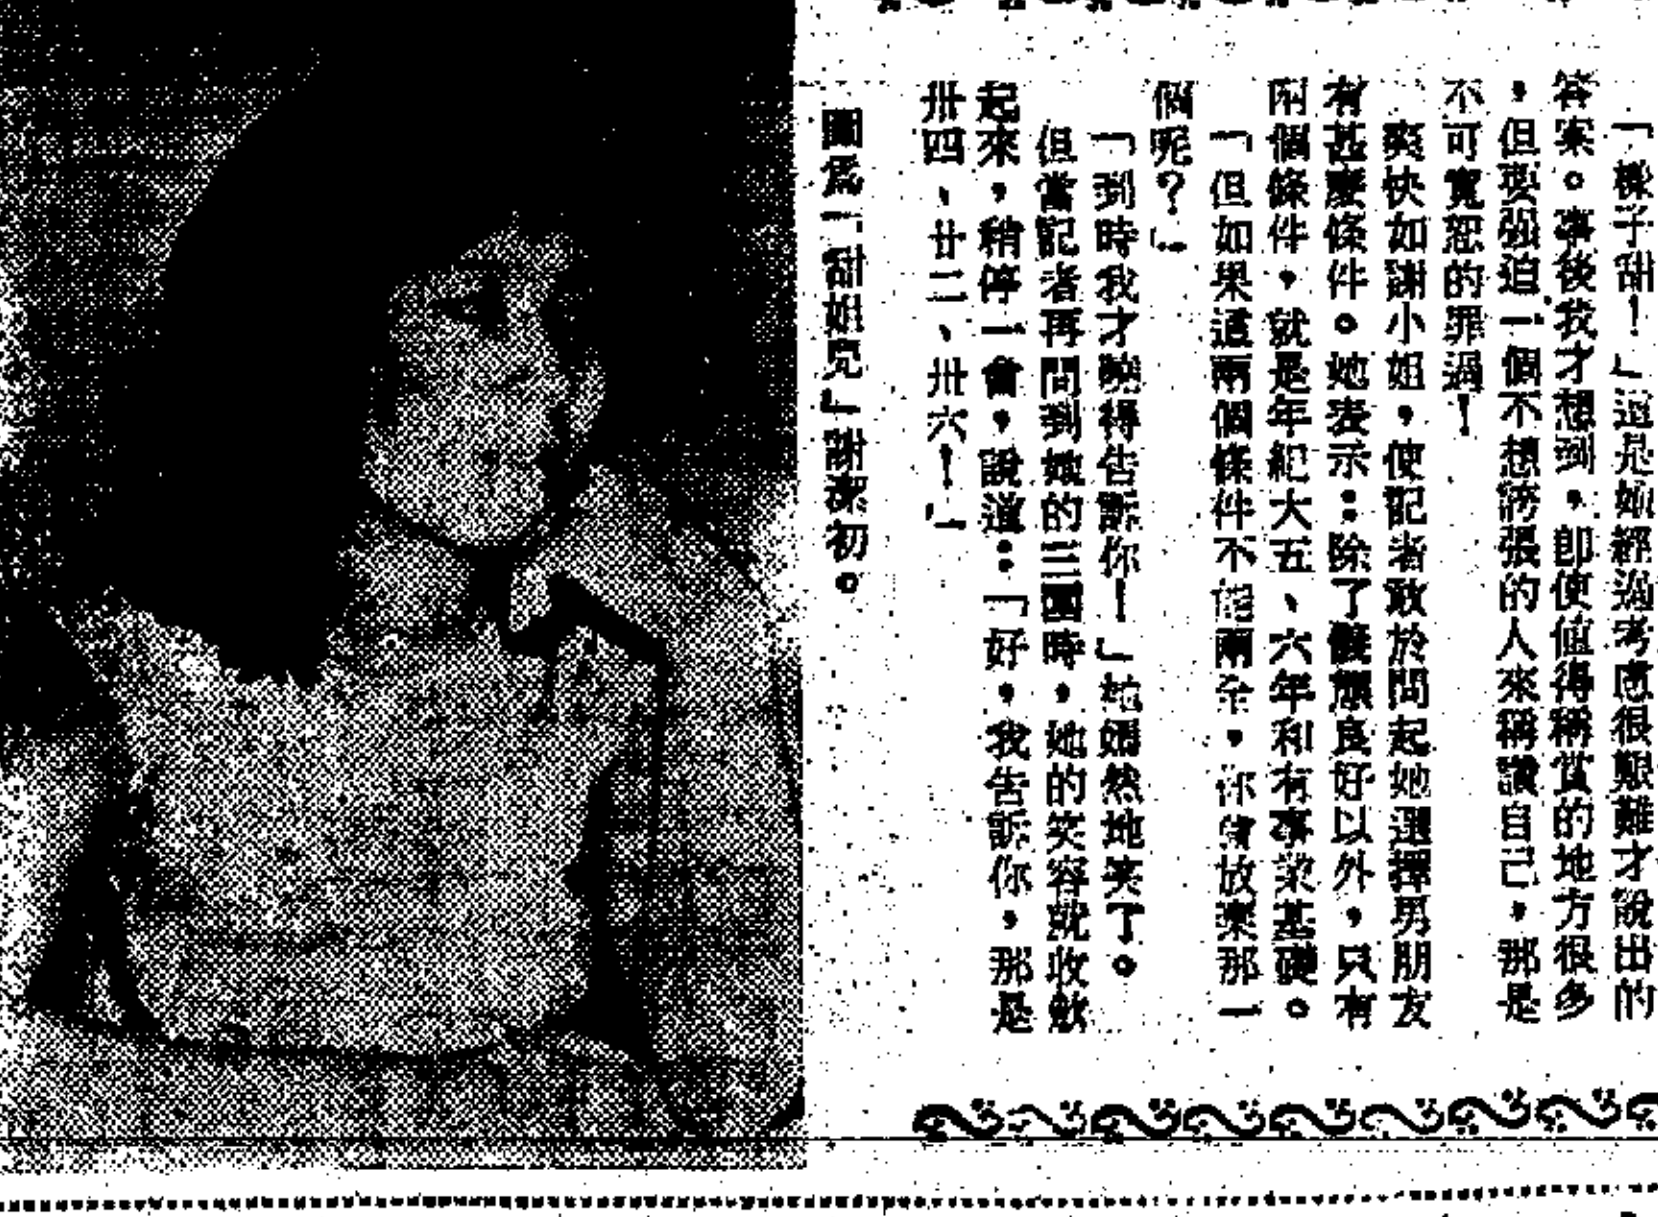 「樣子甜！」這是她經過考慮很艱難才說出的
答案。事後我才想到，卽使值得稱賞的地方很多
，但要强迫一個不想誇張的人來稱讚自己，那是
不可寬恕的罪過！
爽快如謝小姐，使記者敢於問起她選擇男朋友
有甚麼條件。她表示：除了儀態良好以外，只有
兩個條件，就是年紀大五、六年和有事業基礎。
「但如果這兩個條件不能兩全，你會放棄那一
個呢？」
「到時我才曉得告訴你！」她嫣然地笑了。
但當記者再問到她的三圍時，她的笑容就收歛
起來，稍停一會，說道：「好，我告訴你，那是
卅四、廿二、卅六！」
圖爲「甜姐兒」謝潔初。